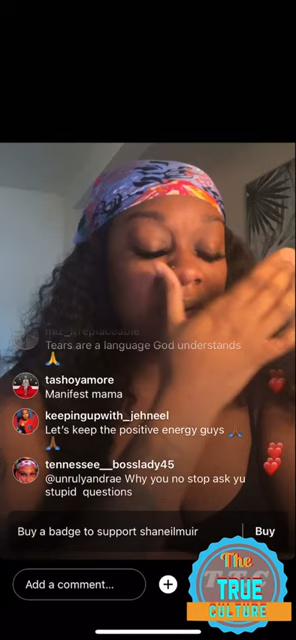 Tears are a language God understands
tashoyamore
Manifest mama
keepingupwith_jehneel
Let's keep the positive energy guys
tennessee__bosslady45
@unrulyandrae Why you no stop ask yu
stupid questions
Buy a badge to support shaneilmuir
Buy
Add a comment...
The
TRUE
CULTURE